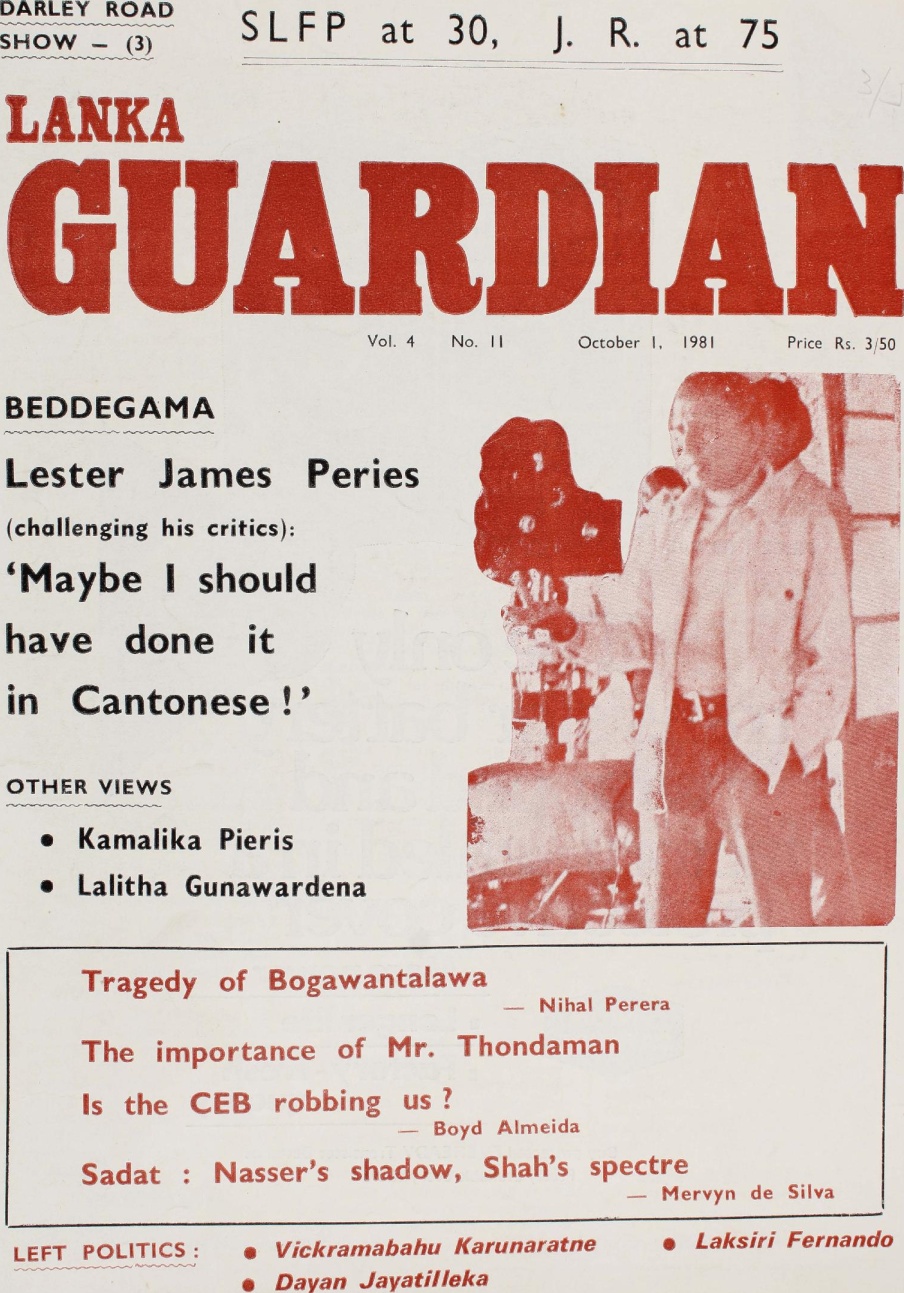 DARLEY ROAD
SHOW – (3)
SLFP at 30, J. R. at 75
LANKA
GUARDIAN
Vol. 4 No. 11 October 1, 1981 Price Rs. 3/50
BEDDEGAMA
Lester James Peries
(challenging his critics):
‘Maybe I should
have done it
in Cantonese !’
OTHER VIEWS
• Kamalika Pieris
• Lalitha Gunawardena
Tragedy of Bogawantalawa
— Nihal Perera
The importance of Mr. Thondaman
Is the CEB robbing us ?
— Boyd Almeida
Sadat : Nasser’s shadow, Shah’s spectre
— Mervyn de Silva
LEFT POLITICS : • Vickramabahu Karunaratne • Laksiri Fernando
• Dayan Jayatilleka